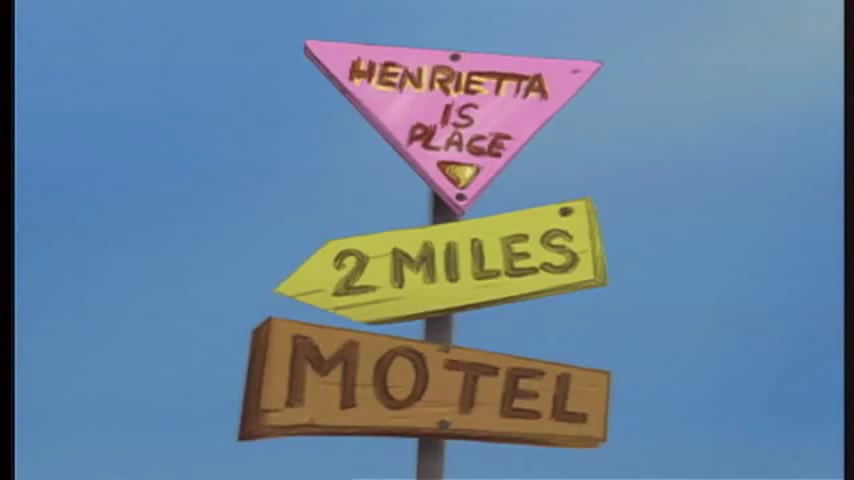 HENRIETTA
IS
PLACE
2 MILES
MOTEL